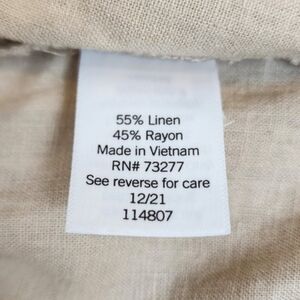 55% Linen
45% Rayon
Made in Vietnam
RN# 73277
See reverse for care
12/21
114807